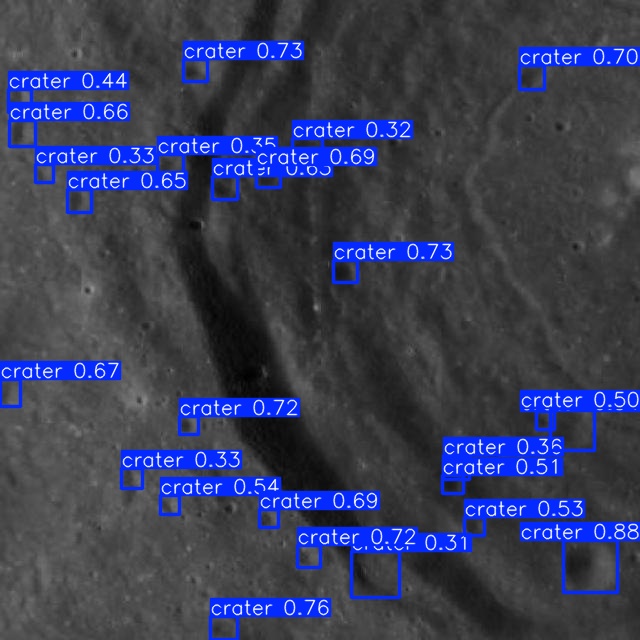 crater 0.73
crater 0.70
crater 0.44
crater 0.66
crater 0.32
crater 0.35
crater 0.33
crater 0.69
crater 0.63
crater 0.65
crater 0.73
crater 0.67
crater 0.50
crater 0.72
crater 0.36
crater 0.51
crater 0.33
crater 0.54
crater 0.69
crater 0.53
crater 0.88
crater 0.72
crater 0.31
crater 0.76